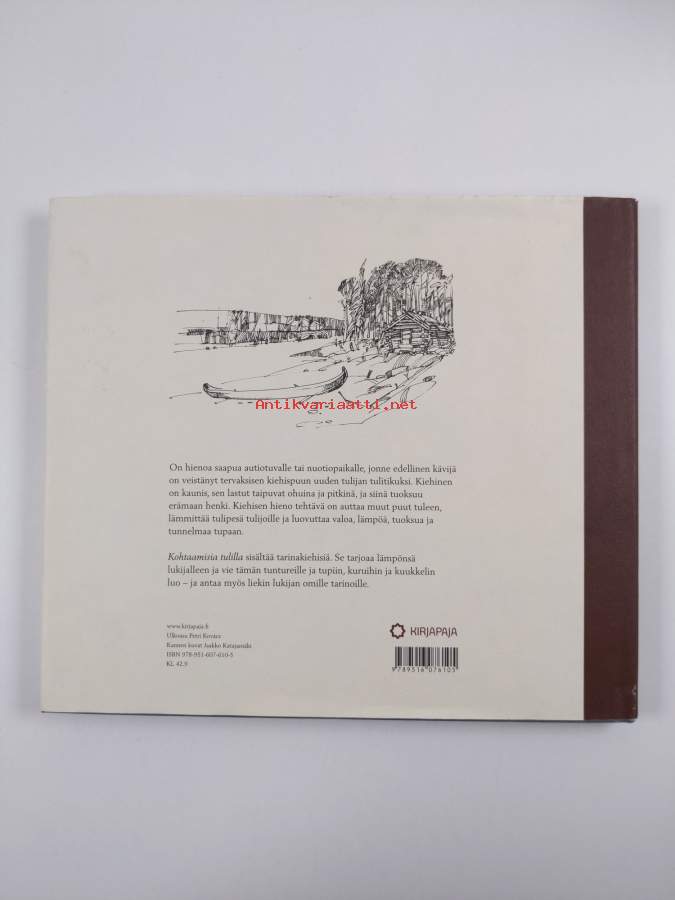 Antikvariaatti.net
On hienoa saapua autiotuvalle tai nuotiopaikalle, jonne edellinen kävijä
on veistänyt tervaksisen kiehispuun uuden tulijan tulitikuksi. Kiehinen
on kaunis, sen lastut taipuvat ohuina ja pitkinä, ja siinä tuoksuu
erämaan henki. Kiehisen hieno tehtävä on auttaa muut puut tuleen,
lämmittää tulipesä tulijoille ja luovuttaa valoa, lämpöä, tuoksua ja
tunnelmaa tupaan.
Kohtaamisia tulilla sisältää tarinakiehisiä. Se tarjoaa lämpönsä
lukijalleen ja vie tämän tuntureille ja tupiin, kuruihin ja kuukkelin
luo – ja antaa myös liekin lukijan omille tarinoille.
www.kirjapaja.fi
Ulkoasu Petri Kovács
Kannen kuvat Jaakko Katajamäki
ISBN 978-951-607-610-5
KL 42.9
KIRJAPAJA
9 789516 076105